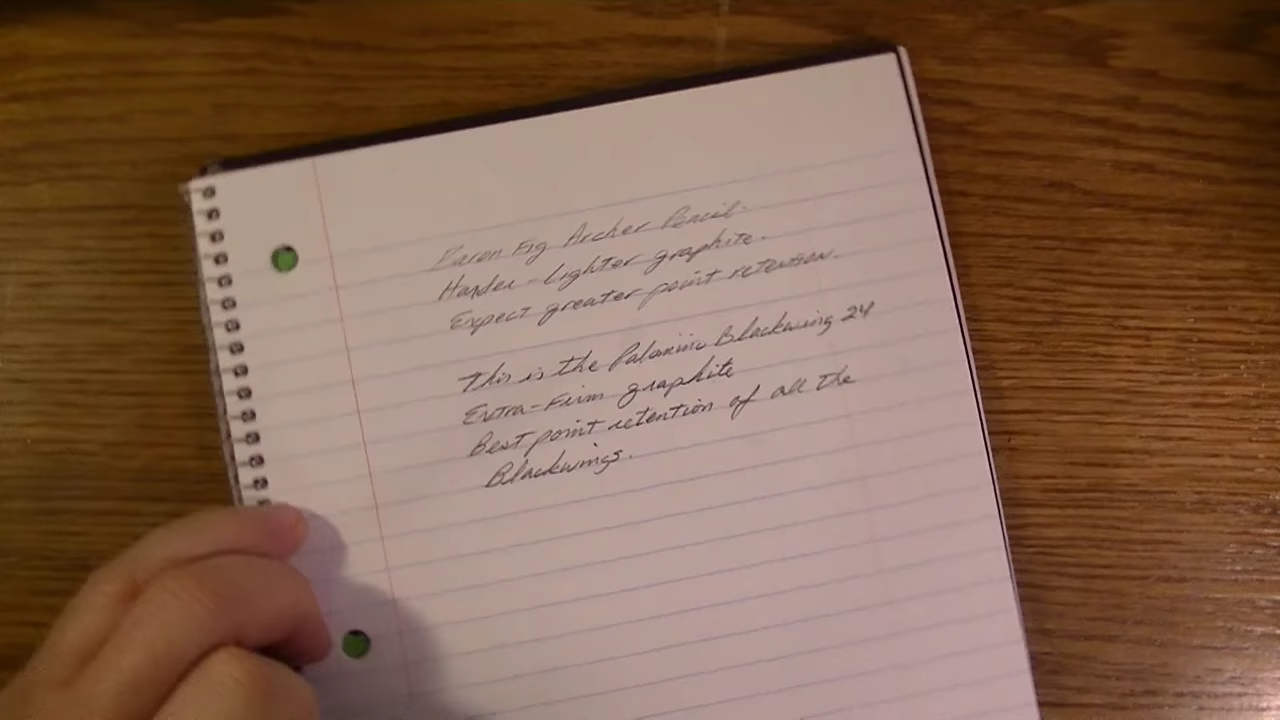 Baron Fig Archer Pencil.
Harder - Lighter graphite.
Expect greater point retention.
This is the Palomino Blackwing 24
Extra-Firm graphite
Best point retention of all the
Blackwings.